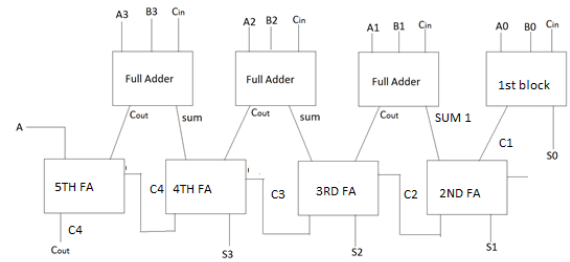 A3 B3 Cin A2 B2 Cin A1 B1 Cin A0 B0 Cin
Full Adder Full Adder Full Adder 1st block
Cout sum Cout sum Cout SUM 1 C1 S0
A
5TH FA C4 4TH FA C3 3RD FA C2 2ND FA
C4
Cout S3 S2 S1